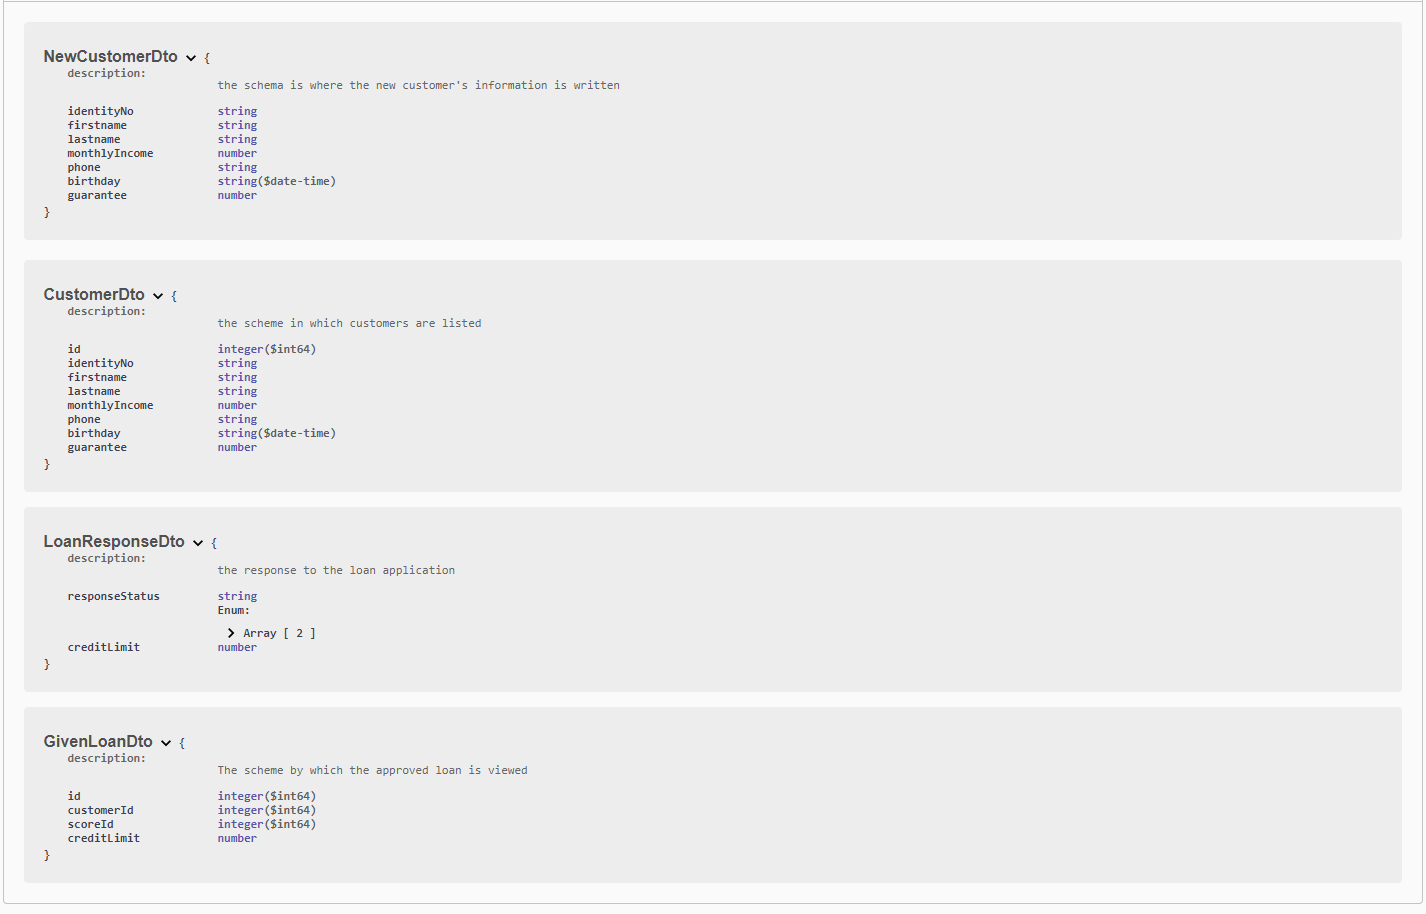 NewCustomerDto {
description:
the schema is where the new customer's information is written
identityNo string
firstname string
lastname string
monthlyIncome number
phone string
birthday string($date-time)
guarantee number
}
CustomerDto {
description:
the scheme in which customers are listed
id integer($int64)
identityNo string
firstname string
lastname string
monthlyIncome number
phone string
birthday string($date-time)
guarantee number
}
LoanResponseDto {
description:
the response to the loan application
responseStatus string
Enum:
Array [ 2 ]
creditLimit number
}
GivenLoanDto {
description:
The scheme by which the approved loan is viewed
id integer($int64)
customerId integer($int64)
scoreId integer($int64)
creditLimit number
}